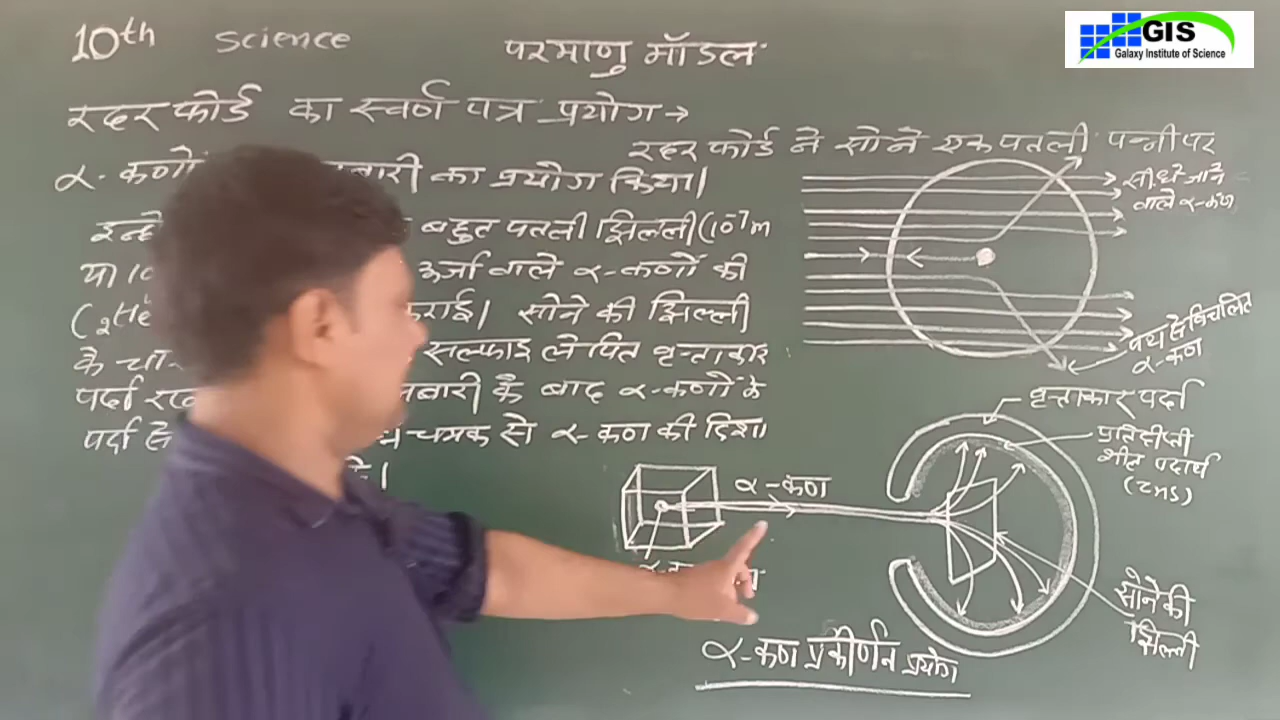 10th Science
परमाणु मॉडल
GIS
Galaxy Institute of Science
रदरफोर्ड का स्वर्ण पत्र प्रयोग →
रदरफोर्ड ने सोने एक पतली पन्नी पर
α-कणों बारी का प्रयोग किया।
बहुत पतली झिल्ली (10⁻⁷m
या ऊर्जा वाले α-कणों की
(₂He कराई। सोने की झिल्ली
के चा सल्फाइड लेपित वृत्ताकार
पर्दा बारी के बाद α-कणों के
पर्दा से चमक से α-कण की दिशा
सीधे जाने
वाले α-कण
पथ से विचलित
α-कण
वृत्ताकार पर्दा
प्रतिदीप्ती
शील पदार्थ
(ZnS)
α-कण
सोने की
झिल्ली
α-कण प्रकीर्णन प्रयोग